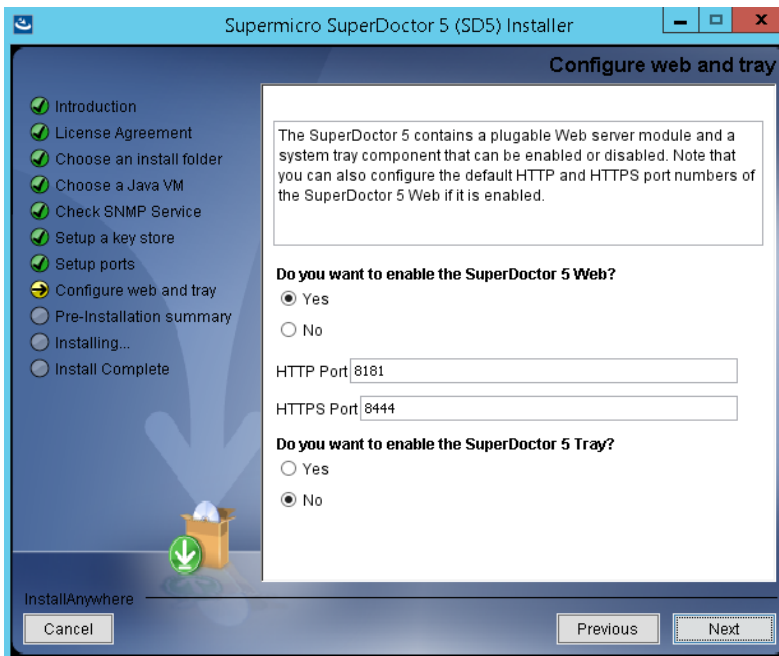 Supermicro SuperDoctor 5 (SD5) Installer
Configure web and tray
Introduction
License Agreement
Choose an install folder
Choose a Java VM
Check SNMP Service
Setup a key store
Setup ports
Configure web and tray
Pre-Installation summary
Installing...
Install Complete
The SuperDoctor 5 contains a plugable Web server module and a
system tray component that can be enabled or disabled. Note that
you can also configure the default HTTP and HTTPS port numbers of
the SuperDoctor 5 Web if it is enabled.
Do you want to enable the SuperDoctor 5 Web?
Yes
No
HTTP Port 8181
HTTPS Port 8444
Do you want to enable the SuperDoctor 5 Tray?
Yes
No
InstallAnywhere
Cancel
Previous
Next